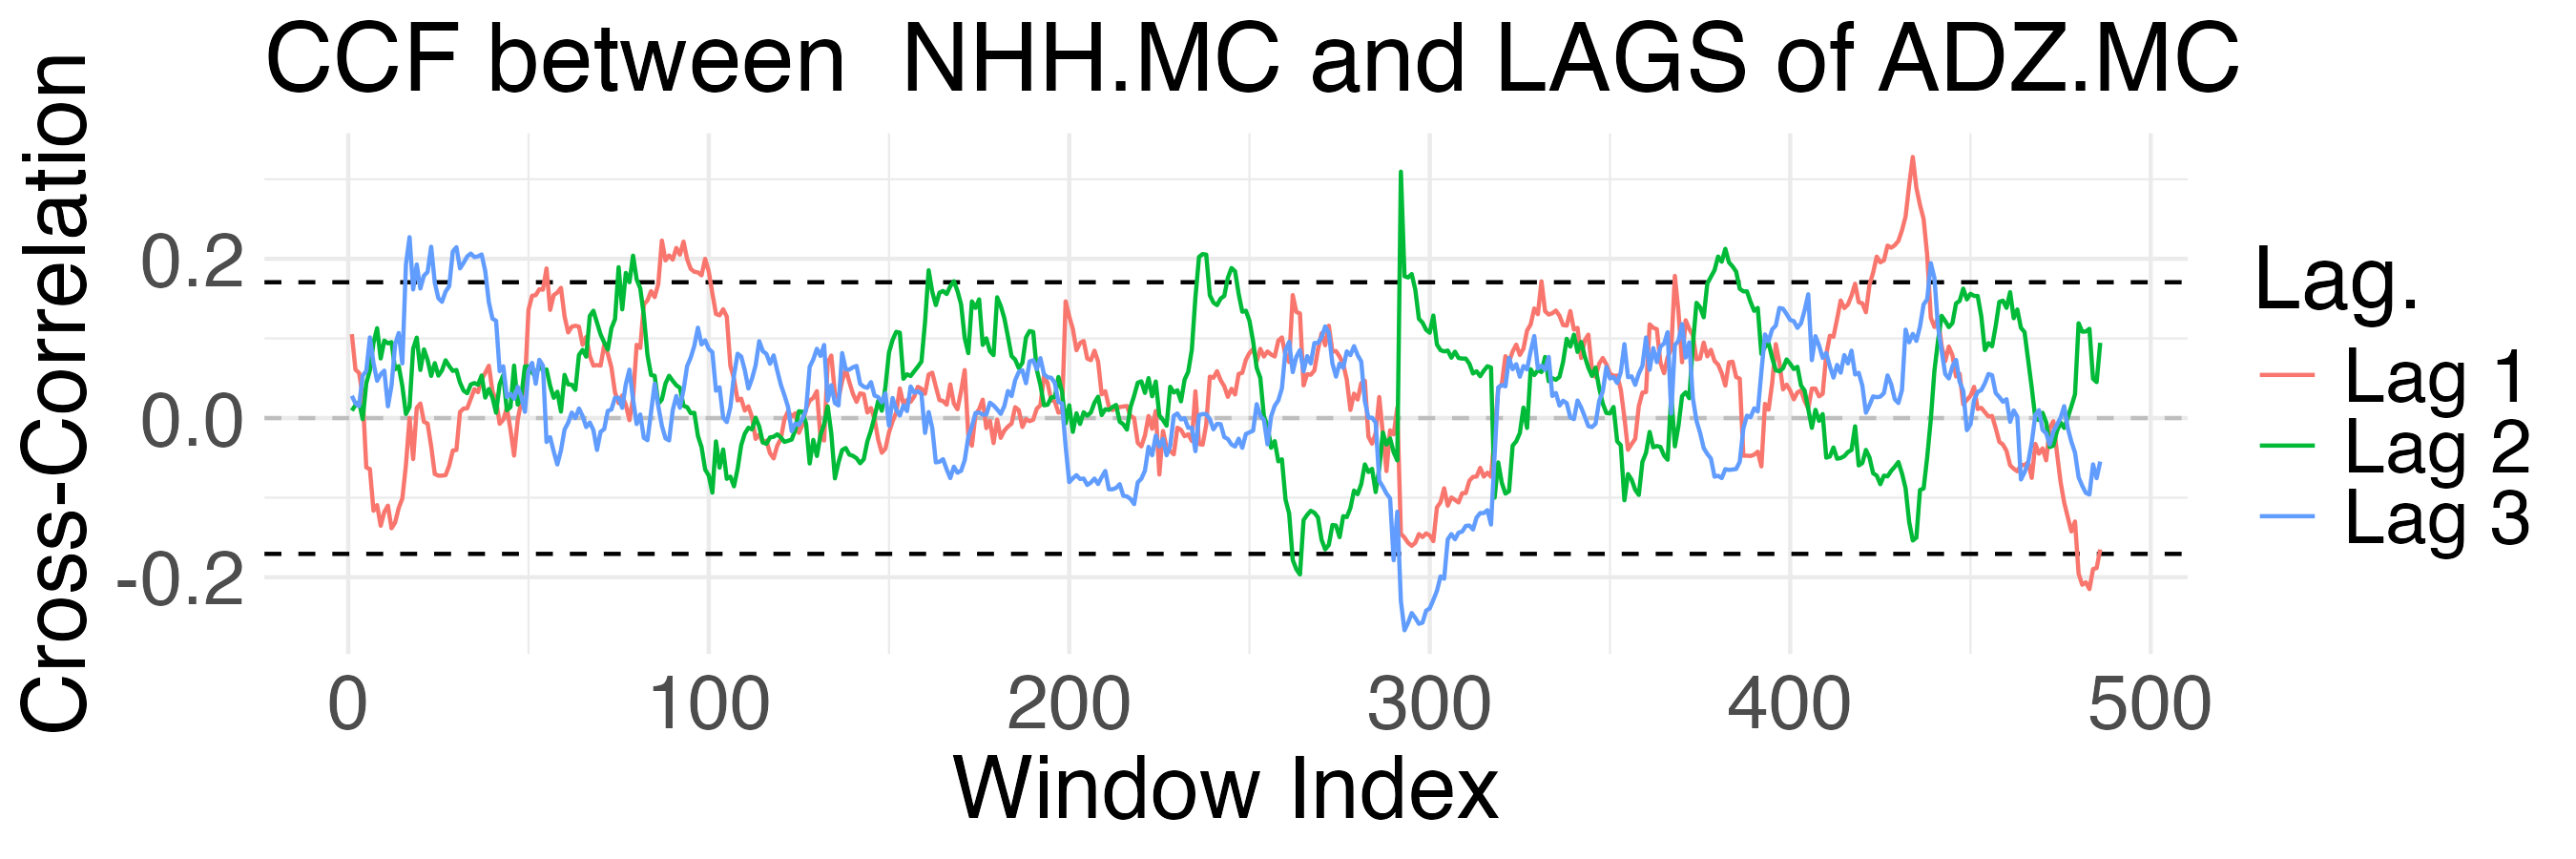 CCF between  NHH.MC and LAGS of ADZ.MC
Cross-Correlation
0.2
0.0
-0.2
0 100 200 300 400 500
Window Index
Lag.
Lag 1
Lag 2
Lag 3